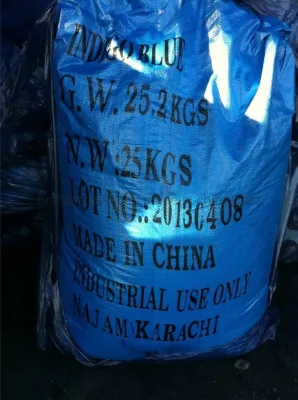 INDIGO BLUE
G.W.25.2KGS
N.W:25KGS
LOT NO.:20130408
MADE IN CHINA
INDUSTRIAL USE ONLY
NAJAM KARACHI